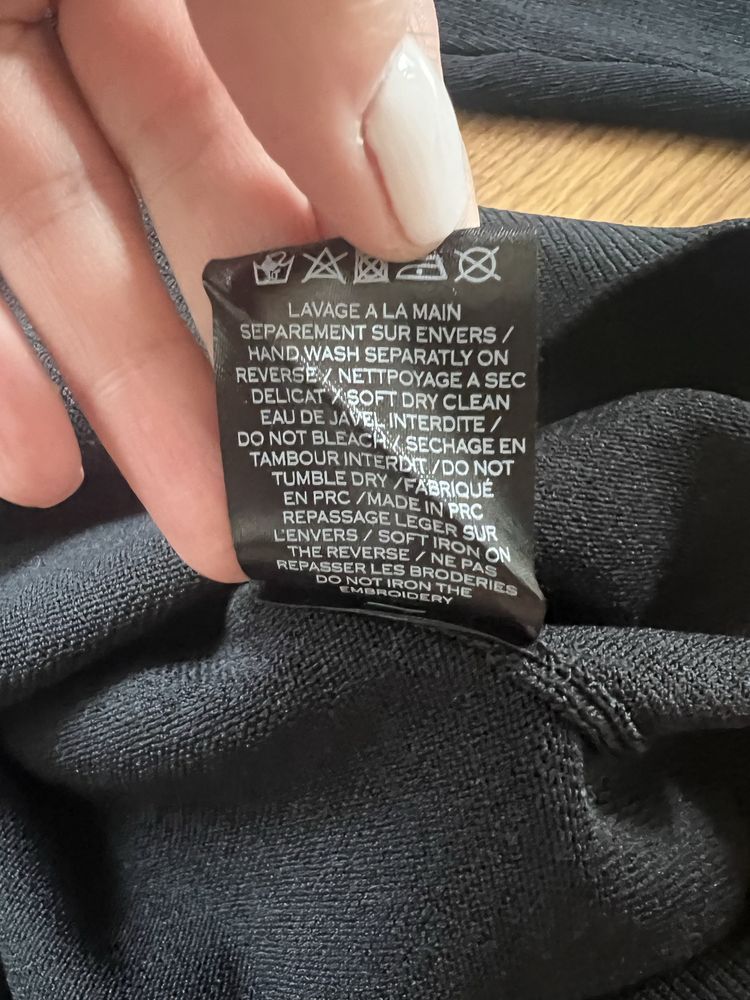 LAVAGE A LA MAIN
SEPAREMENT SUR ENVERS /
HAND WASH SEPARATLY ON
REVERSE / NETTPOYAGE A SEC
DELICAT / SOFT DRY CLEAN
EAU DE JAVEL INTERDITE /
DO NOT BLEACH / SECHAGE EN
TAMBOUR INTERDIT /DO NOT
TUMBLE DRY /FABRIQUÉ
EN PRC /MADE IN PRC
REPASSAGE LEGER SUR
L'ENVERS / SOFT IRON ON
THE REVERSE / NE PAS
REPASSER LES BRODERIES
DO NOT IRON THE
EMBROIDERY